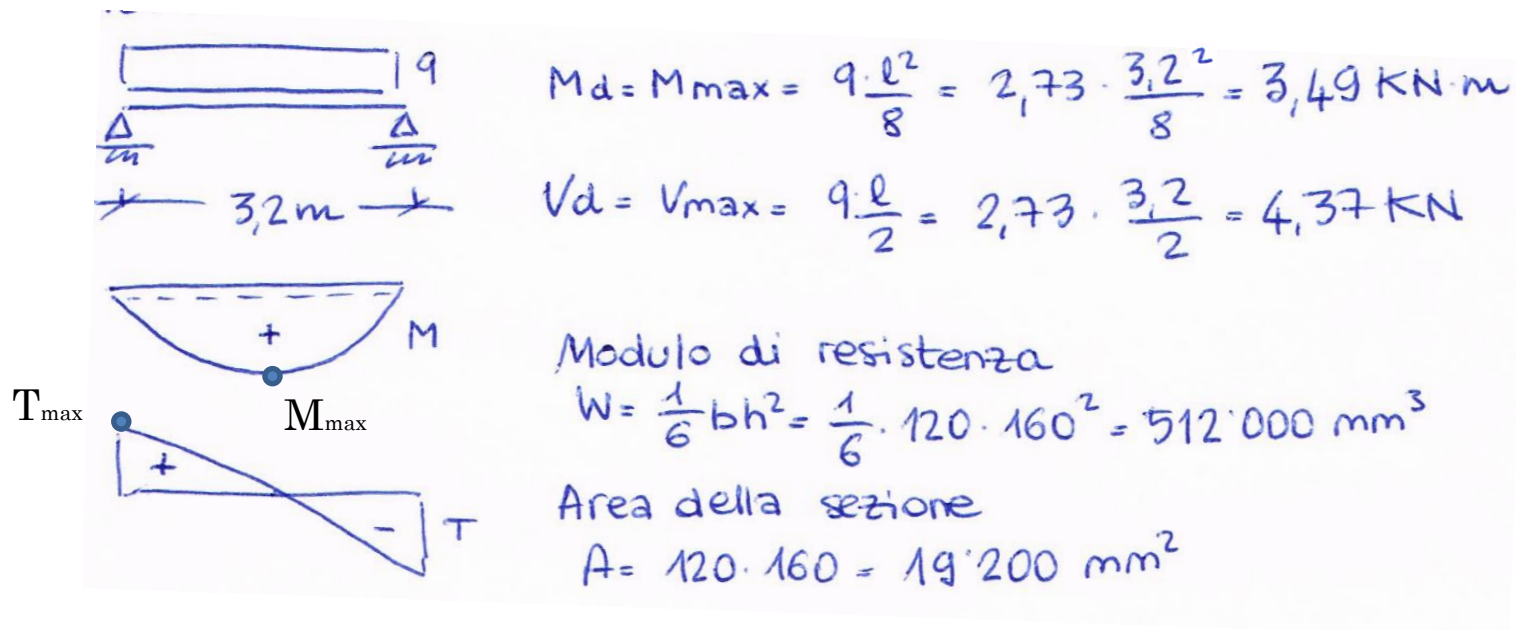 q
Md = Mmax = q·l²/8 = 2,73 · 3,2²/8 = 3,49 KN·m
3,2m
Vd = Vmax = q·l/2 = 2,73 · 3,2/2 = 4,37 KN
+ M
Mmax
Modulo di resistenza
W = 1/6 bh² = 1/6 · 120 · 160² = 512'000 mm³
Tmax
+
- T
Area della sezione
A = 120 · 160 = 19'200 mm²